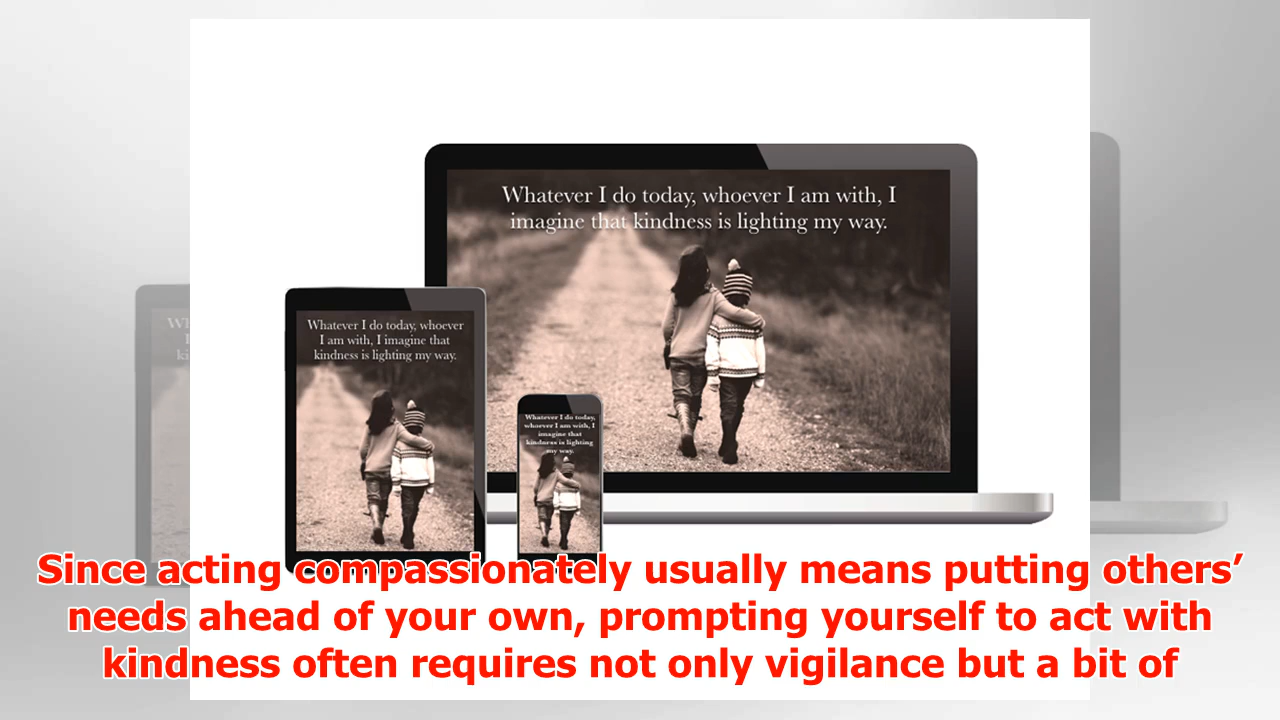 Whatever I do today, whoever I am with, I
imagine that kindness is lighting my way.
Whatever I do today, whoever
I am with, I imagine that
kindness is lighting my way.
Whatever I do today,
whoever I am with, I
imagine that
kindness is lighting
my way.
Since acting compassionately usually means putting others’
needs ahead of your own, prompting yourself to act with
kindness often requires not only vigilance but a bit of